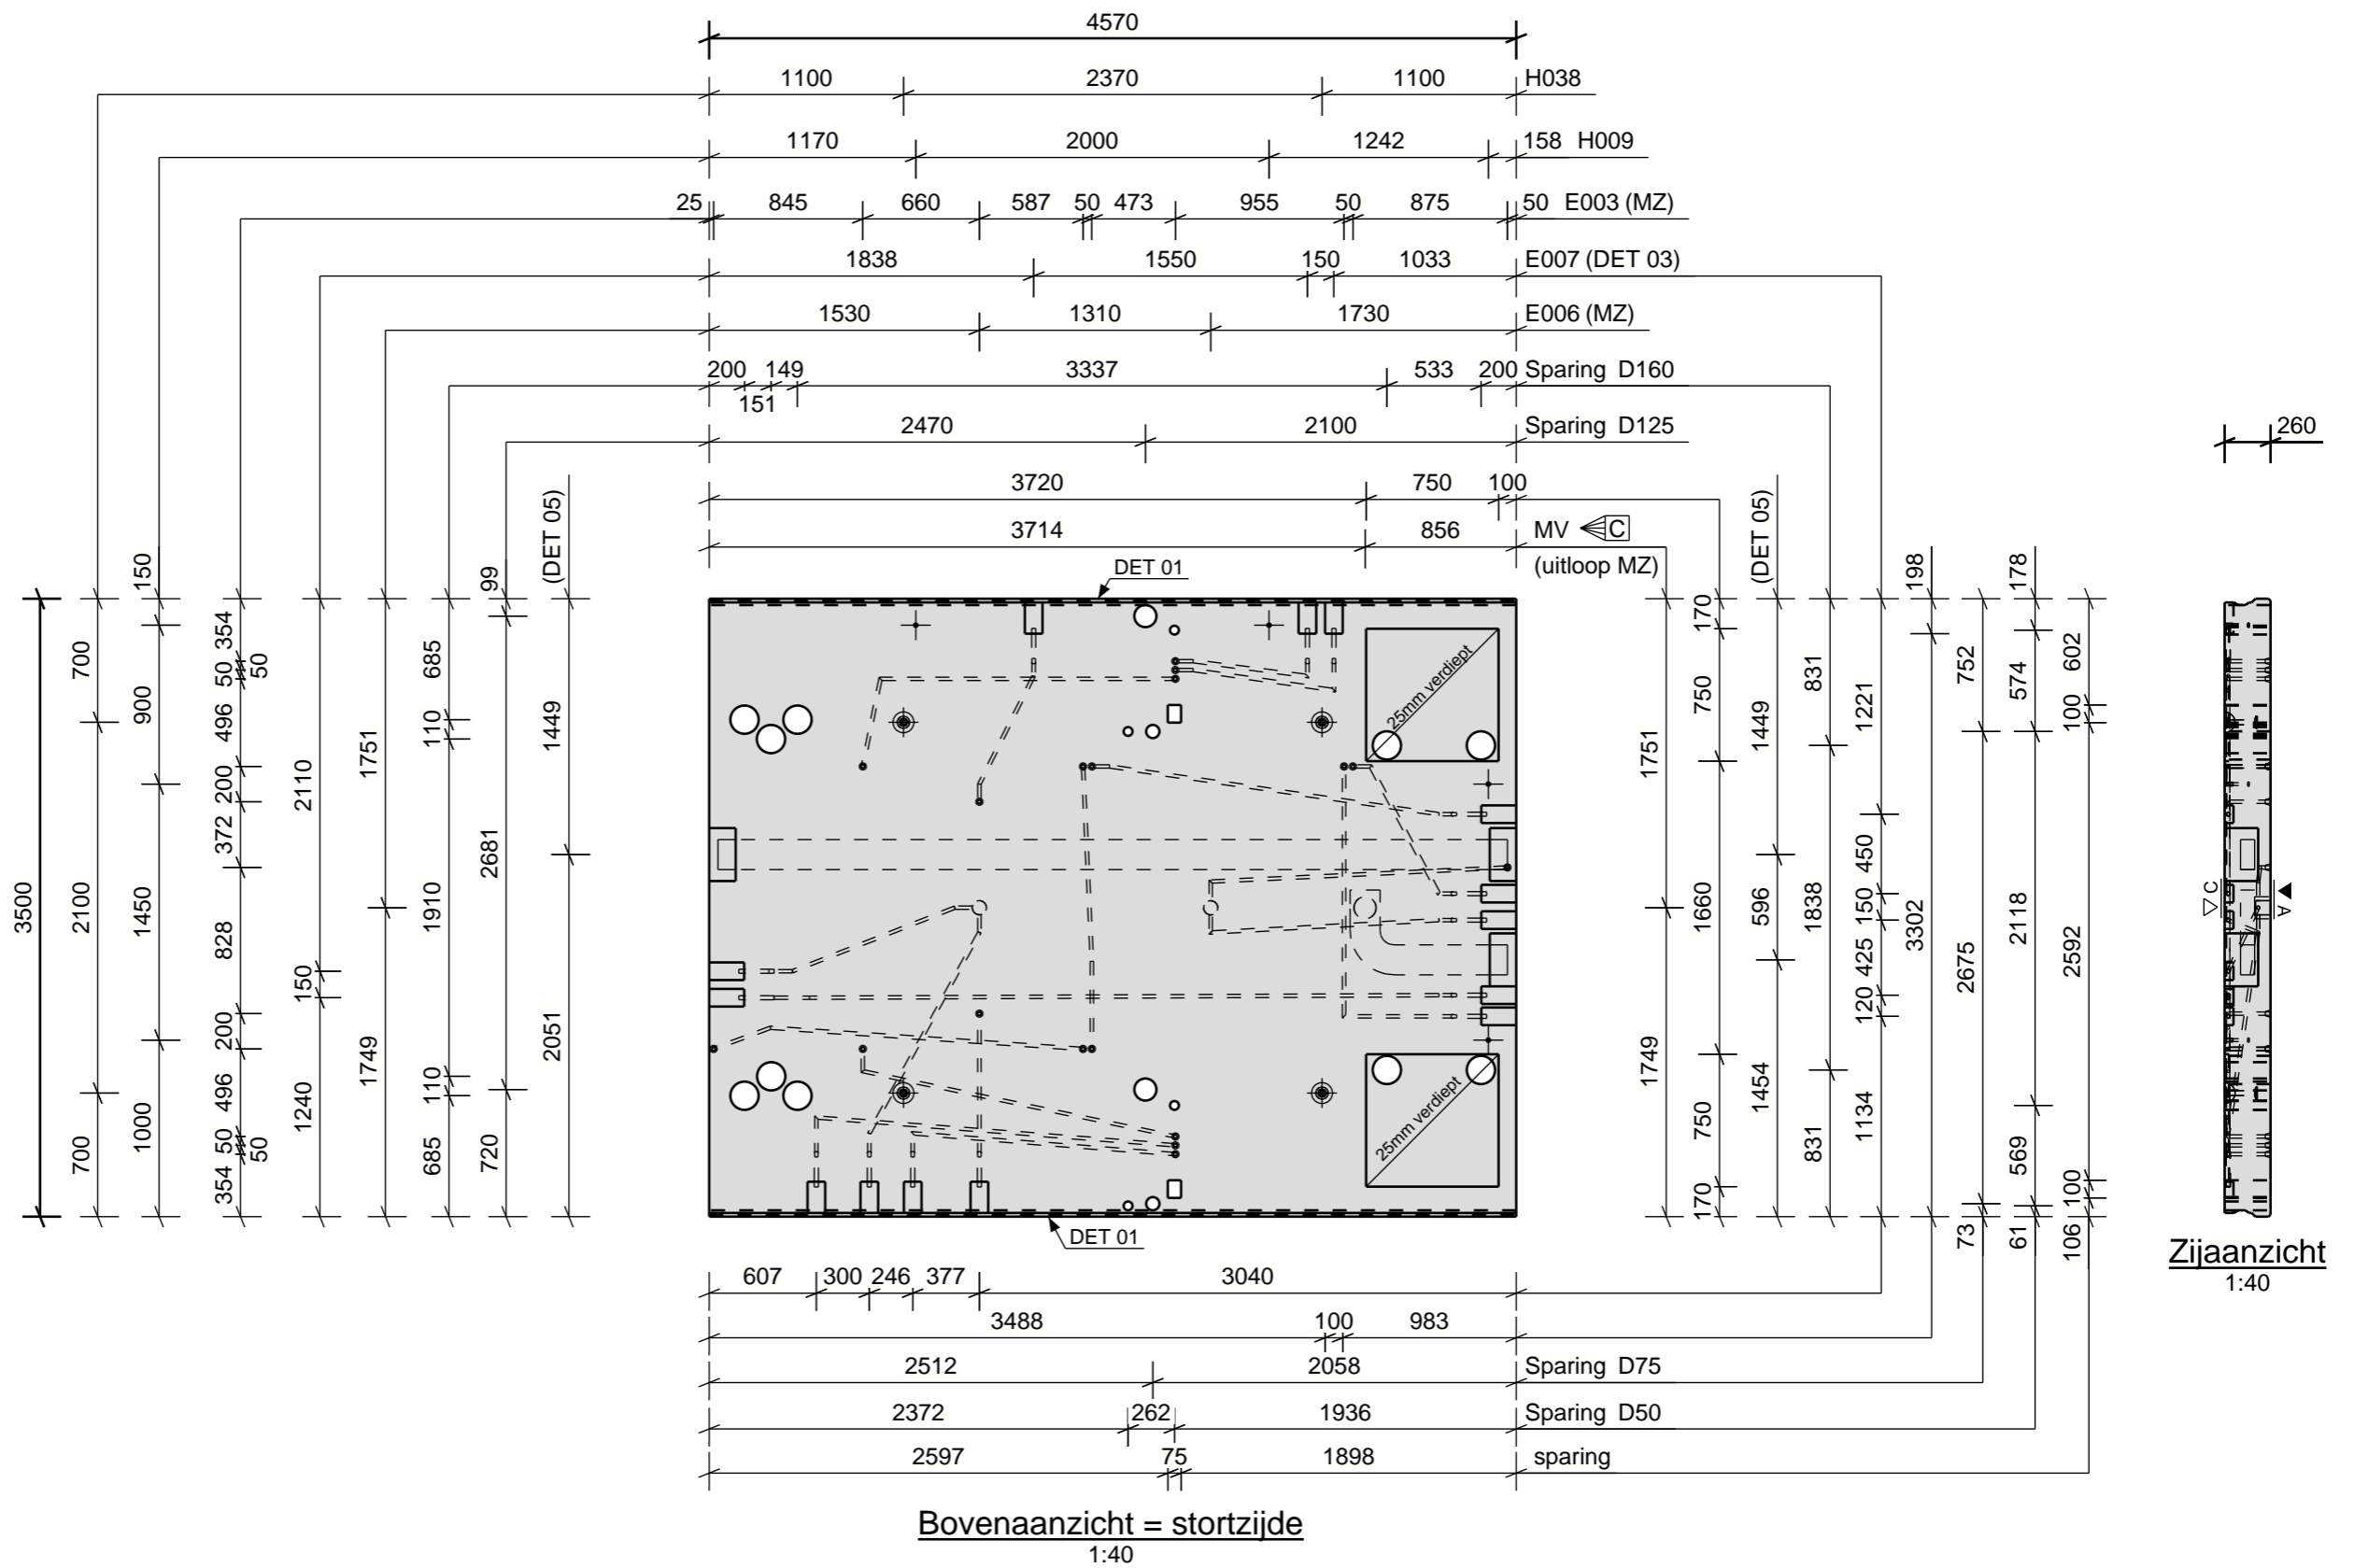 4570
1100 2370 1100 H038
1170 2000 1242 158 H009
25 845 660 587 50 473 955 50 875 50 E003 (MZ)
1838 1550 150 1033 E007 (DET 03)
1530 1310 1730 E006 (MZ)
200 149 3337 533 200 Sparing D160
151
2470 2100 Sparing D125
3720 750 100
3714 856 MV C
(uitloop MZ)
DET 01
3500
700 2100 700
150 900 1450 1000
354 50 50 496 200 372 828 200 496 50 50 354
2110 150 1240
1751 1749
685 110 1910 110 685
99 2681 720
(DET 05) 1449 2051
25mm verdiept
25mm verdiept
DET 01
1751 1749
170 750 1660 750 170
(DET 05) 1449 596 1454
831 1838 831
1221 450 150 425 120 1134
198 3302
752 2675 73
178 574 2118 569 61
602 100 2592 100 106
260
C
A
Zijaanzicht
1:40
607 300 246 377 3040
3488 100 983
2512 2058 Sparing D75
2372 262 1936 Sparing D50
2597 75 1898 sparing
Bovenaanzicht = stortzijde
1:40